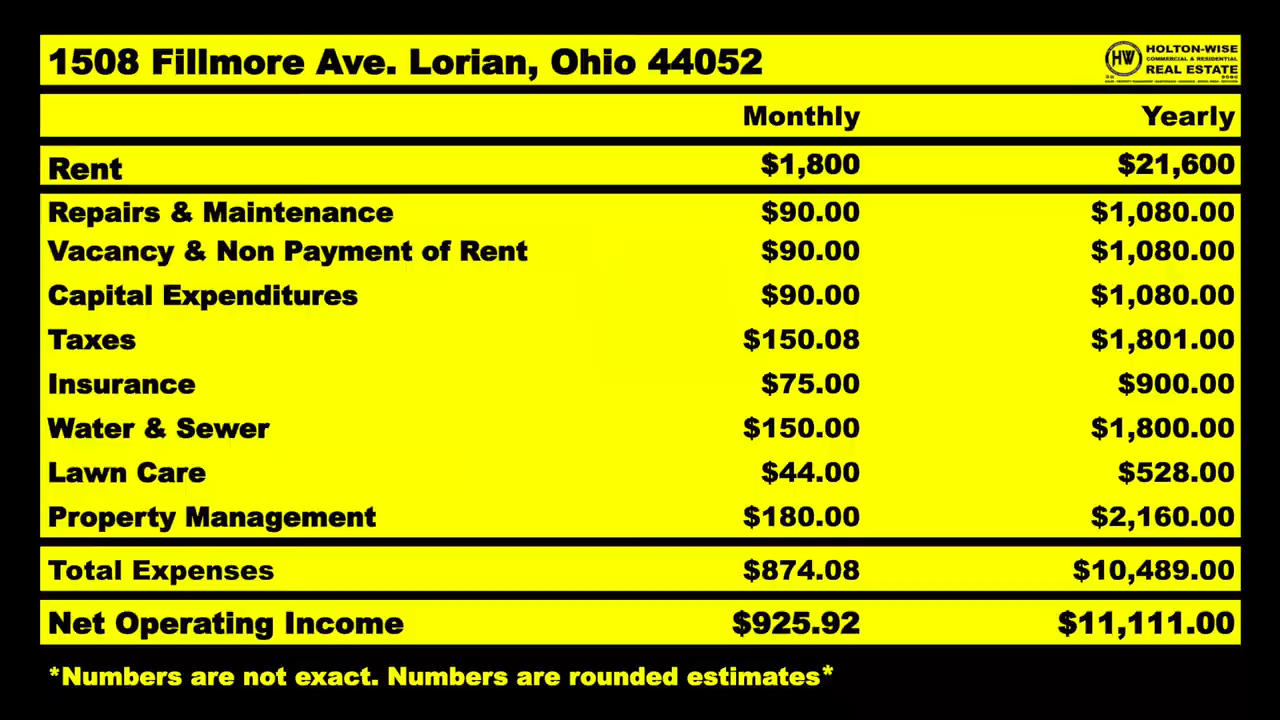 1508 Fillmore Ave. Lorian, Ohio 44052
HW
HOLTON-WISE
COMMERCIAL & RESIDENTIAL
REAL ESTATE
Monthly Yearly
Rent $1,800 $21,600
Repairs & Maintenance $90.00 $1,080.00
Vacancy & Non Payment of Rent $90.00 $1,080.00
Capital Expenditures $90.00 $1,080.00
Taxes $150.08 $1,801.00
Insurance $75.00 $900.00
Water & Sewer $150.00 $1,800.00
Lawn Care $44.00 $528.00
Property Management $180.00 $2,160.00
Total Expenses $874.08 $10,489.00
Net Operating Income $925.92 $11,111.00
*Numbers are not exact. Numbers are rounded estimates*